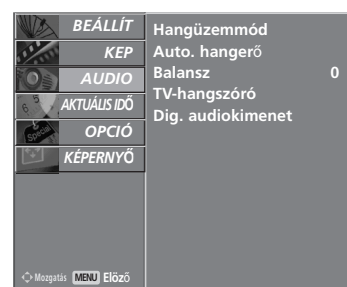 BEÁLLÍT
KEP
AUDIO
AKTUÁLIS IDŐ
OPCIÓ
KÉPERNYŐ
Hangüzemmód
Auto. hangerő
Balansz 0
TV-hangszóró
Dig. audiokimenet
Mozgatás MENU Előző